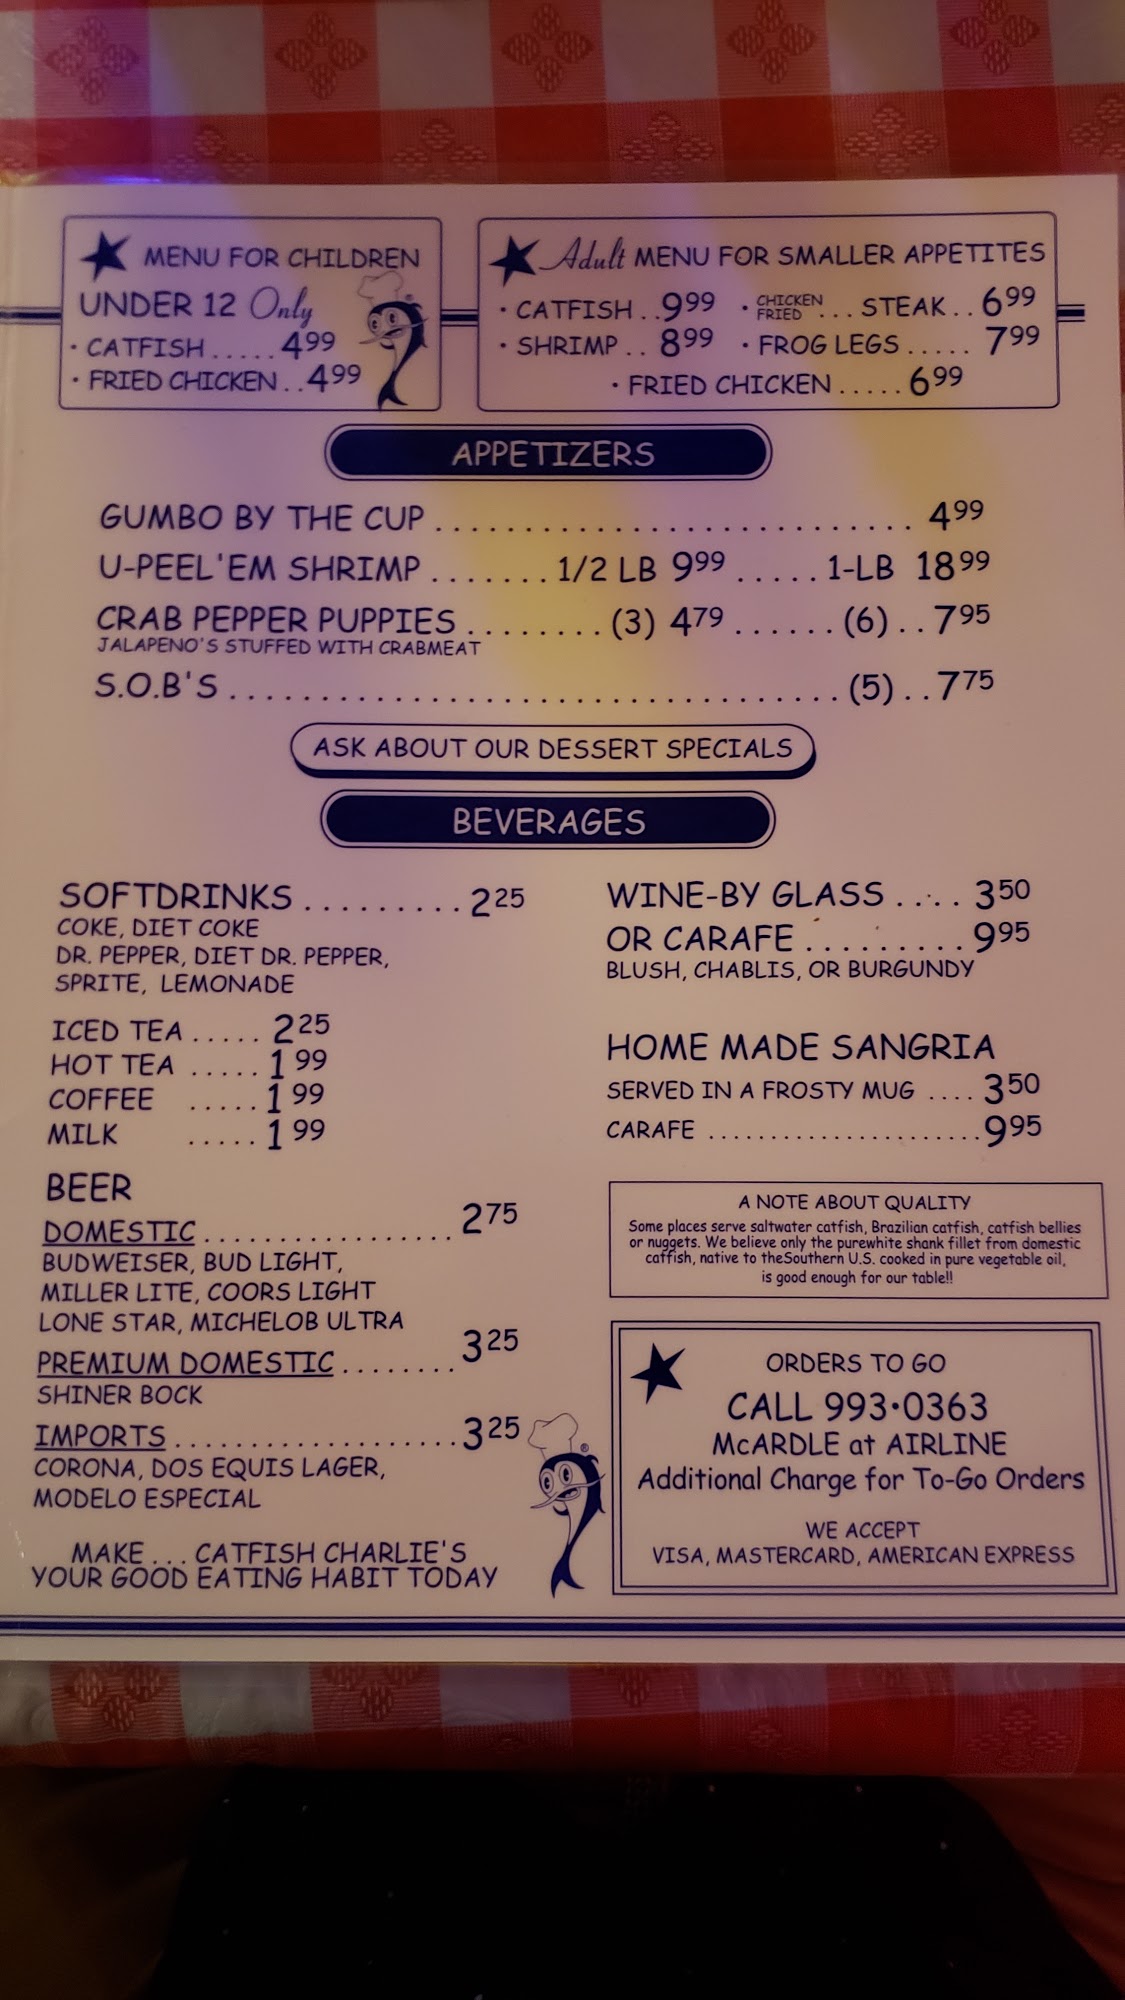 MENU FOR CHILDREN
UNDER 12 Only
• CATFISH ..... 4.99
• FRIED CHICKEN .. 4.99
Adult MENU FOR SMALLER APPETITES
• CATFISH .. 9.99 • CHICKEN FRIED ... STEAK .. 6.99
• SHRIMP .. 8.99 • FROG LEGS ..... 7.99
• FRIED CHICKEN ..... 6.99
APPETIZERS
GUMBO BY THE CUP ........................... 4.99
U-PEEL'EM SHRIMP ....... 1/2 LB 9.99 ..... 1-LB 18.99
CRAB PEPPER PUPPIES ........ (3) 4.79 ...... (6) .. 7.95
JALAPENO'S STUFFED WITH CRABMEAT
S.O.B'S .................................. (5) .. 7.75
ASK ABOUT OUR DESSERT SPECIALS
BEVERAGES
SOFTDRINKS ......... 2.25
COKE, DIET COKE
DR. PEPPER, DIET DR. PEPPER,
SPRITE, LEMONADE
ICED TEA ..... 2.25
HOT TEA ..... 1.99
COFFEE ..... 1.99
MILK ..... 1.99
BEER
DOMESTIC ................. 2.75
BUDWEISER, BUD LIGHT,
MILLER LITE, COORS LIGHT
LONE STAR, MICHELOB ULTRA
PREMIUM DOMESTIC ....... 3.25
SHINER BOCK
IMPORTS ................... 3.25
CORONA, DOS EQUIS LAGER,
MODELO ESPECIAL
MAKE ... CATFISH CHARLIE'S
YOUR GOOD EATING HABIT TODAY
WINE-BY GLASS .... 3.50
OR CARAFE ......... 9.95
BLUSH, CHABLIS, OR BURGUNDY
HOME MADE SANGRIA
SERVED IN A FROSTY MUG .... 3.50
CARAFE ...................... 9.95
A NOTE ABOUT QUALITY
Some places serve saltwater catfish, Brazilian catfish, catfish bellies
or nuggets. We believe only the purewhite shank fillet from domestic
catfish, native to theSouthern U.S. cooked in pure vegetable oil,
is good enough for our table!!
ORDERS TO GO
CALL 993•0363
McARDLE at AIRLINE
Additional Charge for To-Go Orders
WE ACCEPT
VISA, MASTERCARD, AMERICAN EXPRESS